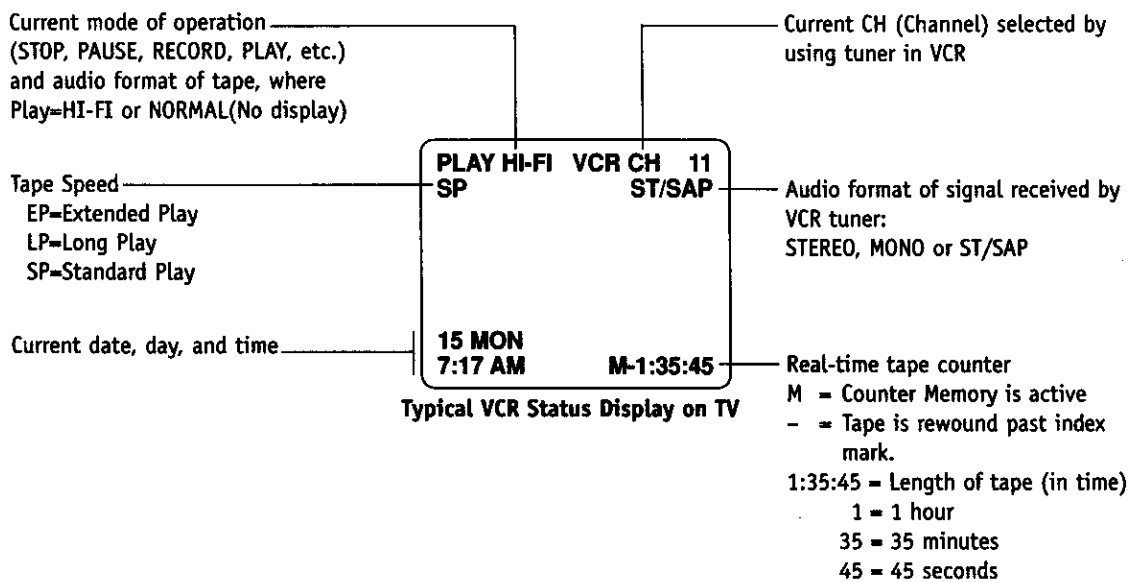 Current mode of operation
(STOP, PAUSE, RECORD, PLAY, etc.)
and audio format of tape, where
Play=HI-FI or NORMAL(No display)
Current CH (Channel) selected by
using tuner in VCR
Tape Speed
EP=Extended Play
LP=Long Play
SP=Standard Play
PLAY HI-FI VCR CH 11
SP ST/SAP
Audio format of signal received by
VCR tuner:
STEREO, MONO or ST/SAP
Current date, day, and time
15 MON
7:17 AM M-1:35:45
Typical VCR Status Display on TV
Real-time tape counter
M = Counter Memory is active
– = Tape is rewound past index
mark.
1:35:45 = Length of tape (in time)
1 = 1 hour
35 = 35 minutes
45 = 45 seconds